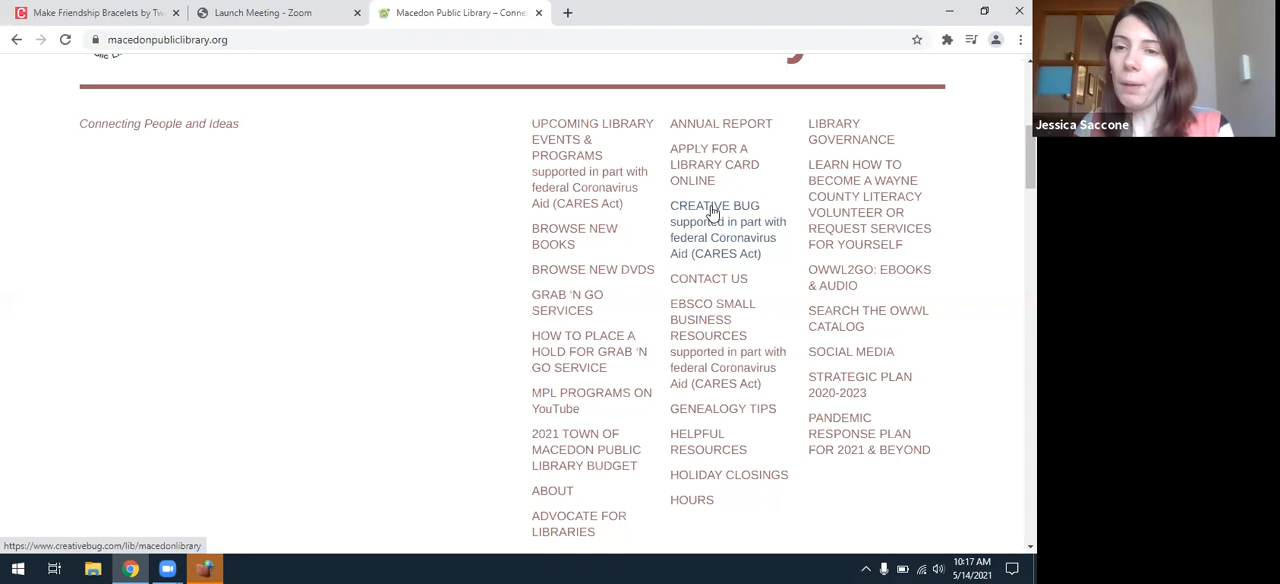 Make Friendship Bracelets by Tw
Launch Meeting - Zoom
Macedon Public Library – Conne
macedonpubliclibrary.org
Jessica Saccone
Connecting People and Ideas
UPCOMING LIBRARY
EVENTS &
PROGRAMS
supported in part with
federal Coronavirus
Aid (CARES Act)
BROWSE NEW
BOOKS
BROWSE NEW DVDS
GRAB ‘N GO
SERVICES
HOW TO PLACE A
HOLD FOR GRAB ‘N
GO SERVICE
MPL PROGRAMS ON
YouTube
2021 TOWN OF
MACEDON PUBLIC
LIBRARY BUDGET
ABOUT
ADVOCATE FOR
LIBRARIES
ANNUAL REPORT
APPLY FOR A
LIBRARY CARD
ONLINE
CREATIVE BUG
supported in part with
federal Coronavirus
Aid (CARES Act)
CONTACT US
EBSCO SMALL
BUSINESS
RESOURCES
supported in part with
federal Coronavirus
Aid (CARES Act)
GENEALOGY TIPS
HELPFUL
RESOURCES
HOLIDAY CLOSINGS
HOURS
LIBRARY
GOVERNANCE
LEARN HOW TO
BECOME A WAYNE
COUNTY LITERACY
VOLUNTEER OR
REQUEST SERVICES
FOR YOURSELF
OWWL2GO: EBOOKS
& AUDIO
SEARCH THE OWWL
CATALOG
SOCIAL MEDIA
STRATEGIC PLAN
2020-2023
PANDEMIC
RESPONSE PLAN
FOR 2021 & BEYOND
https://www.creativebug.com/lib/macedonlibrary
10:17 AM
5/14/2021